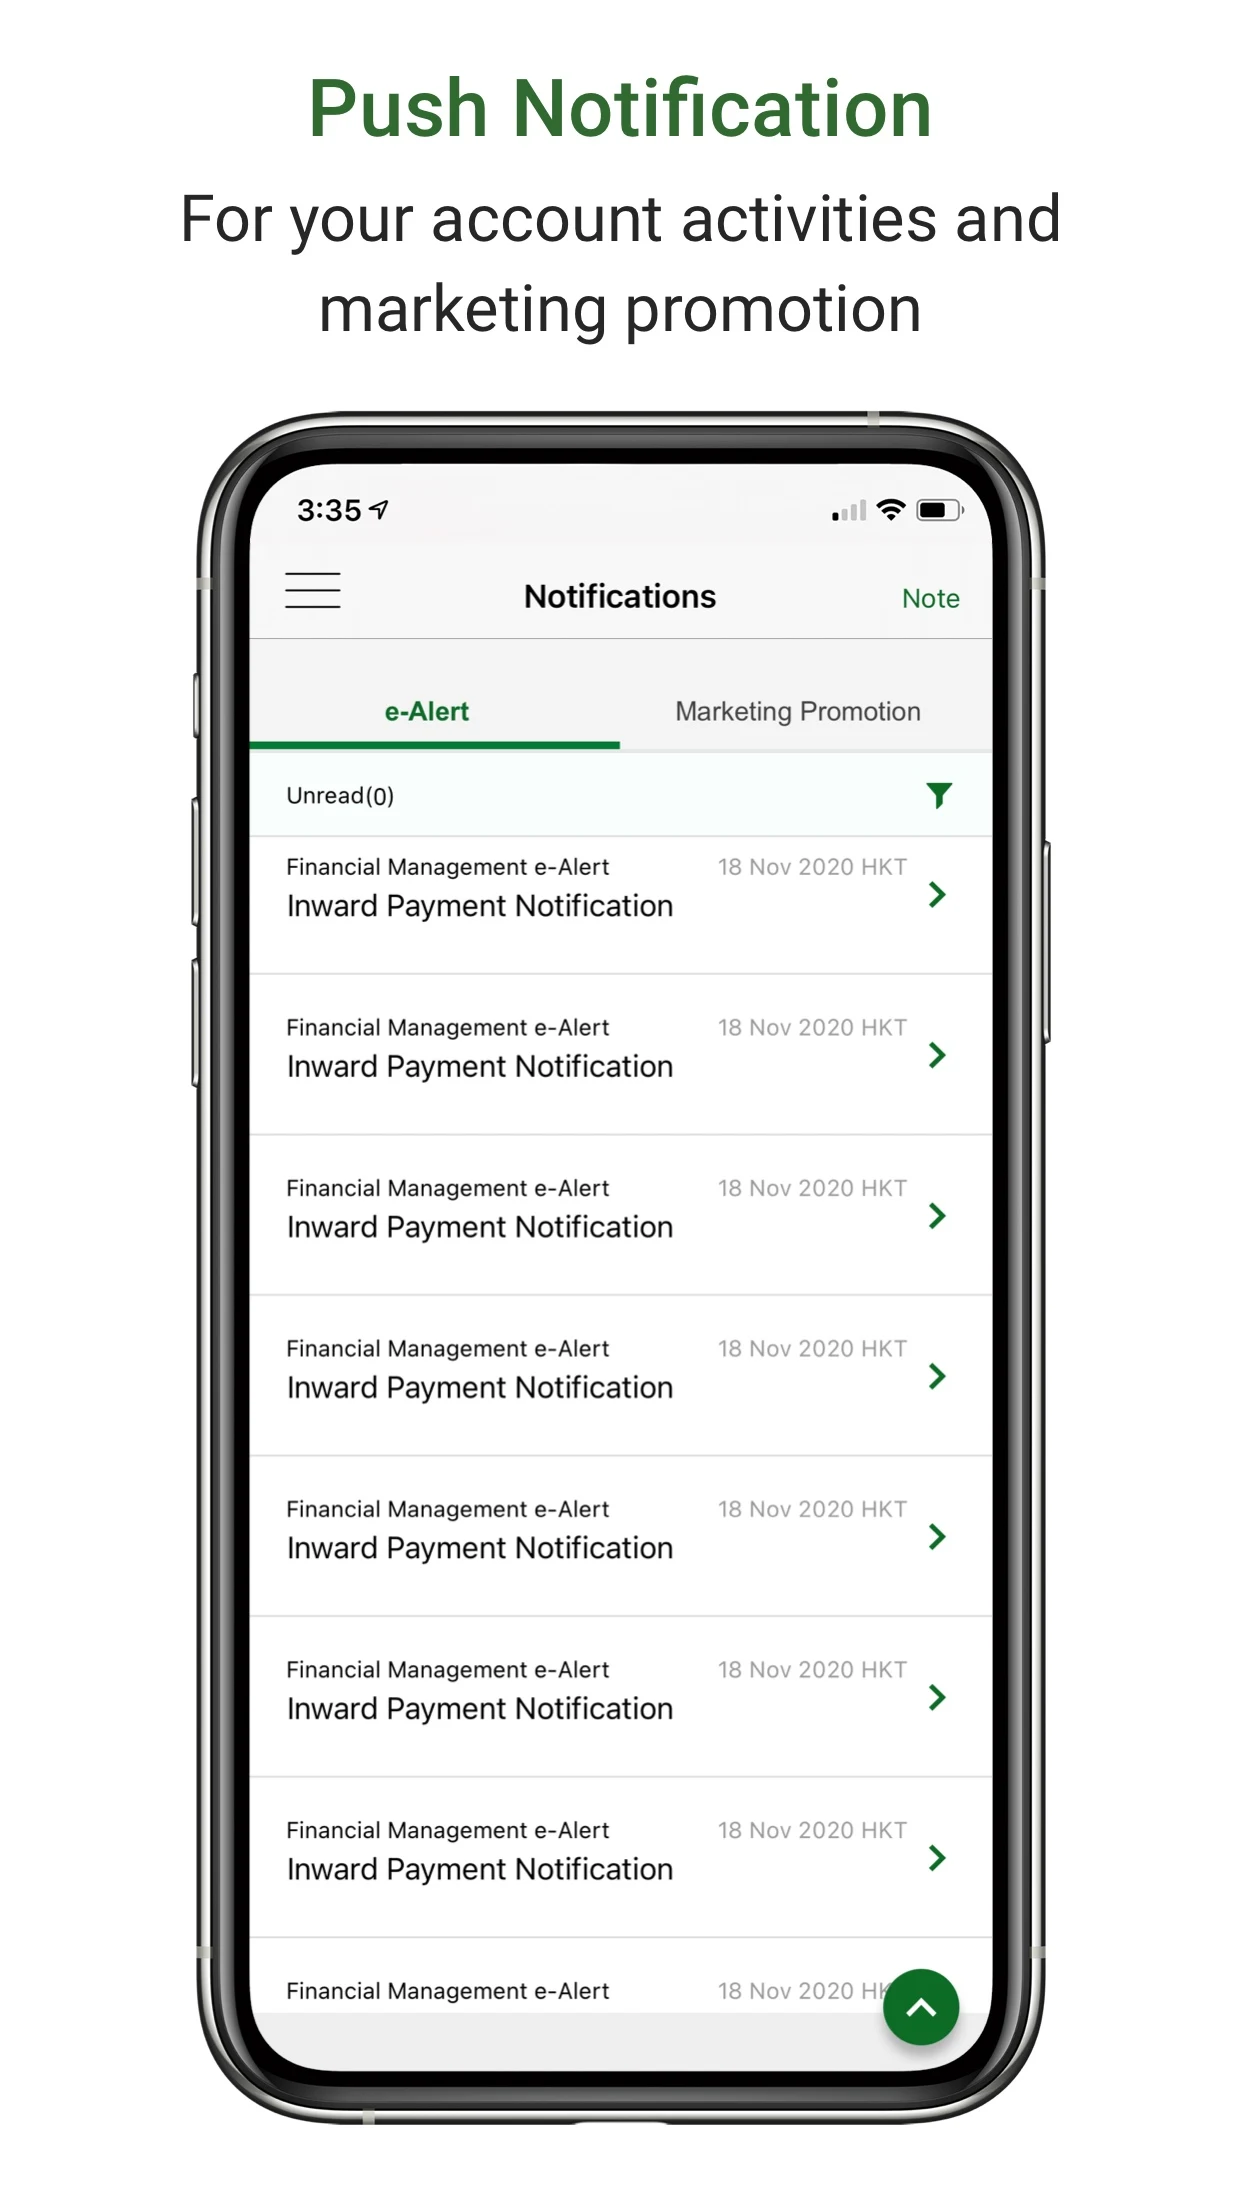 Push Notification
For your account activities and
marketing promotion
3:35
Notifications
Note
e-Alert
Marketing Promotion
Unread(0)
Financial Management e-Alert
18 Nov 2020 HKT
Inward Payment Notification
Financial Management e-Alert
18 Nov 2020 HKT
Inward Payment Notification
Financial Management e-Alert
18 Nov 2020 HKT
Inward Payment Notification
Financial Management e-Alert
18 Nov 2020 HKT
Inward Payment Notification
Financial Management e-Alert
18 Nov 2020 HKT
Inward Payment Notification
Financial Management e-Alert
18 Nov 2020 HKT
Inward Payment Notification
Financial Management e-Alert
18 Nov 2020 HKT
Inward Payment Notification
Financial Management e-Alert
18 Nov 2020